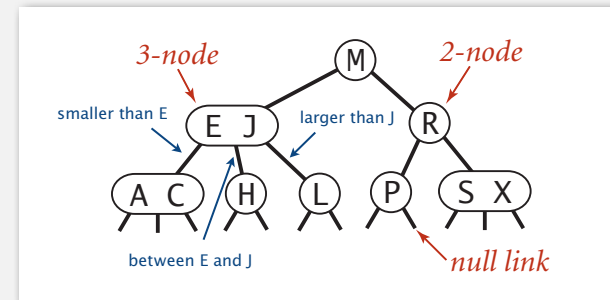 M
3-node
2-node
smaller than E
larger than J
E J
R
A C
H
L
P
S X
between E and J
null link